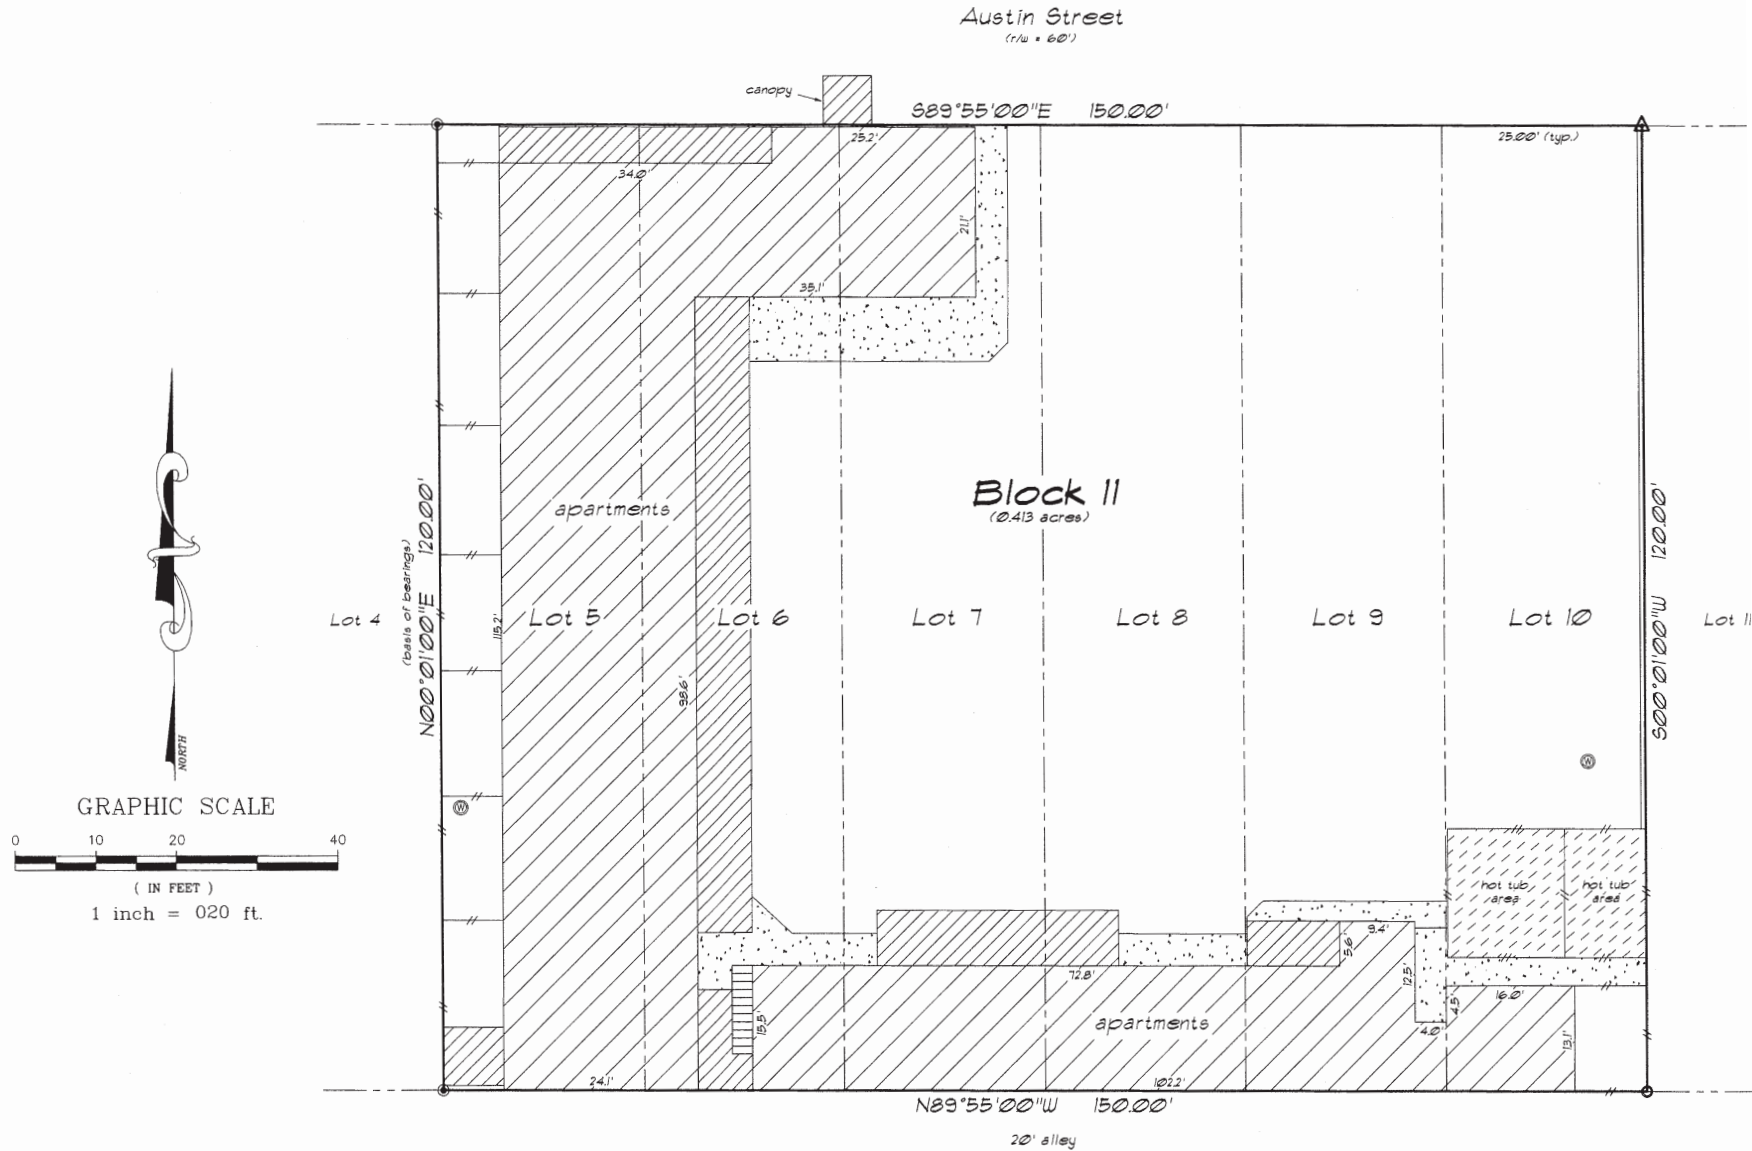 Austin Street
(r/w = 60')
canopy
S89°55'00"E 150.00'
25.2'
25.00' (typ.)
34.0'
21.1'
35.1'
Block 11
(0.413 acres)
apartments
N00°01'00"E 120.00'
(basis of bearings)
S00°01'00"W 120.00'
115.2'
98.6'
Lot 4
Lot 5
Lot 6
Lot 7
Lot 8
Lot 9
Lot 10
Lot 11
NORTH
W
W
GRAPHIC SCALE
0 10 20 40
( IN FEET )
1 inch = 020 ft.
hot tub
area
hot tub
area
9.4'
5.6'
12.5'
72.8'
16.0'
4.5'
4.0'
15.5'
13.1'
apartments
24.1'
102.2'
N89°55'00"W 150.00'
20' alley